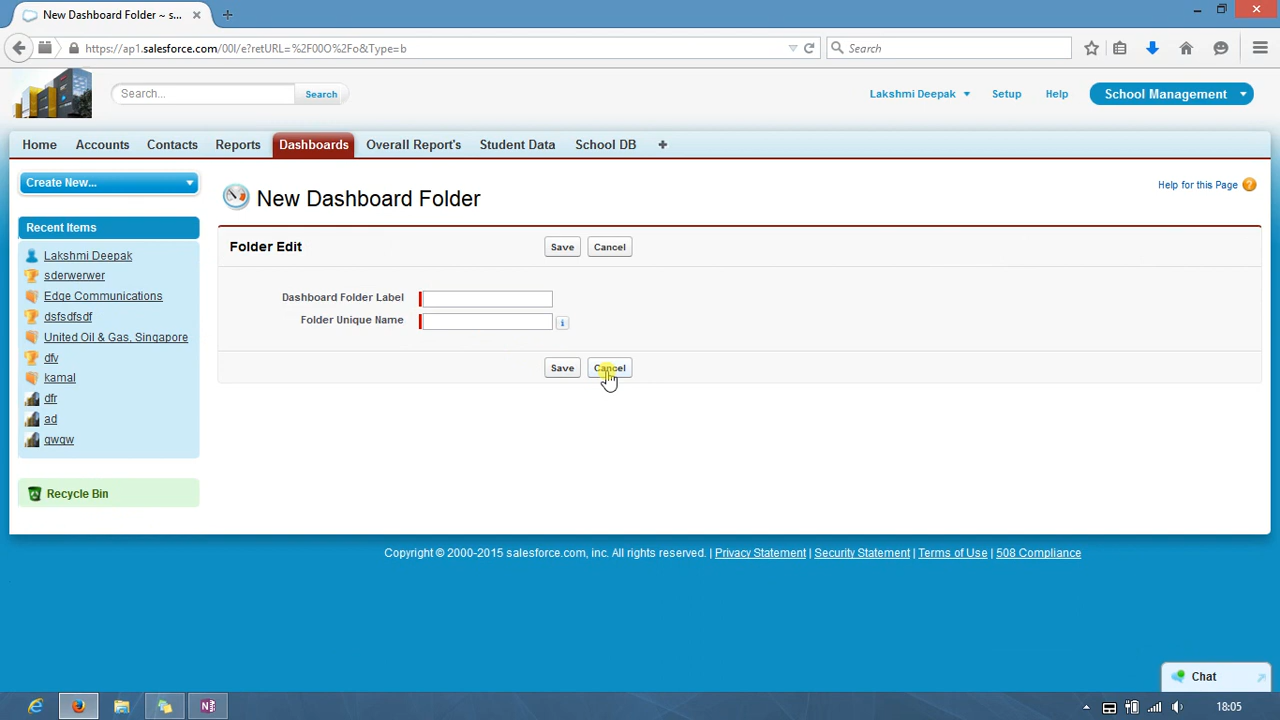 New Dashboard Folder ~ s...
https://ap1.salesforce.com/00l/e?retURL=%2F00O%2Fo&Type=b
Search
Search...
Search
Lakshmi Deepak
Setup
Help
School Management
Home
Accounts
Contacts
Reports
Dashboards
Overall Report's
Student Data
School DB
+
Create New...
New Dashboard Folder
Help for this Page
Recent Items
Lakshmi Deepak
sderwerwer
Edge Communications
dsfsdfsdf
United Oil & Gas, Singapore
dfv
kamal
dfr
ad
qwqw
Recycle Bin
Folder Edit
Save
Cancel
Dashboard Folder Label
Folder Unique Name
i
Save
Cancel
Copyright © 2000-2015 salesforce.com, inc. All rights reserved. | Privacy Statement | Security Statement | Terms of Use | 508 Compliance
Chat
18:05